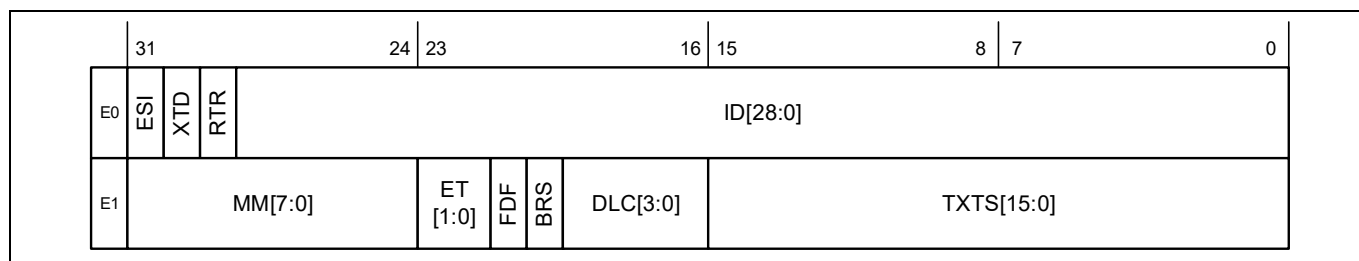 31 24 23 16 15 8 7 0
E0 ESI XTD RTR ID[28:0]
E1 MM[7:0] ET [1:0] FDF BRS DLC[3:0] TXTS[15:0]